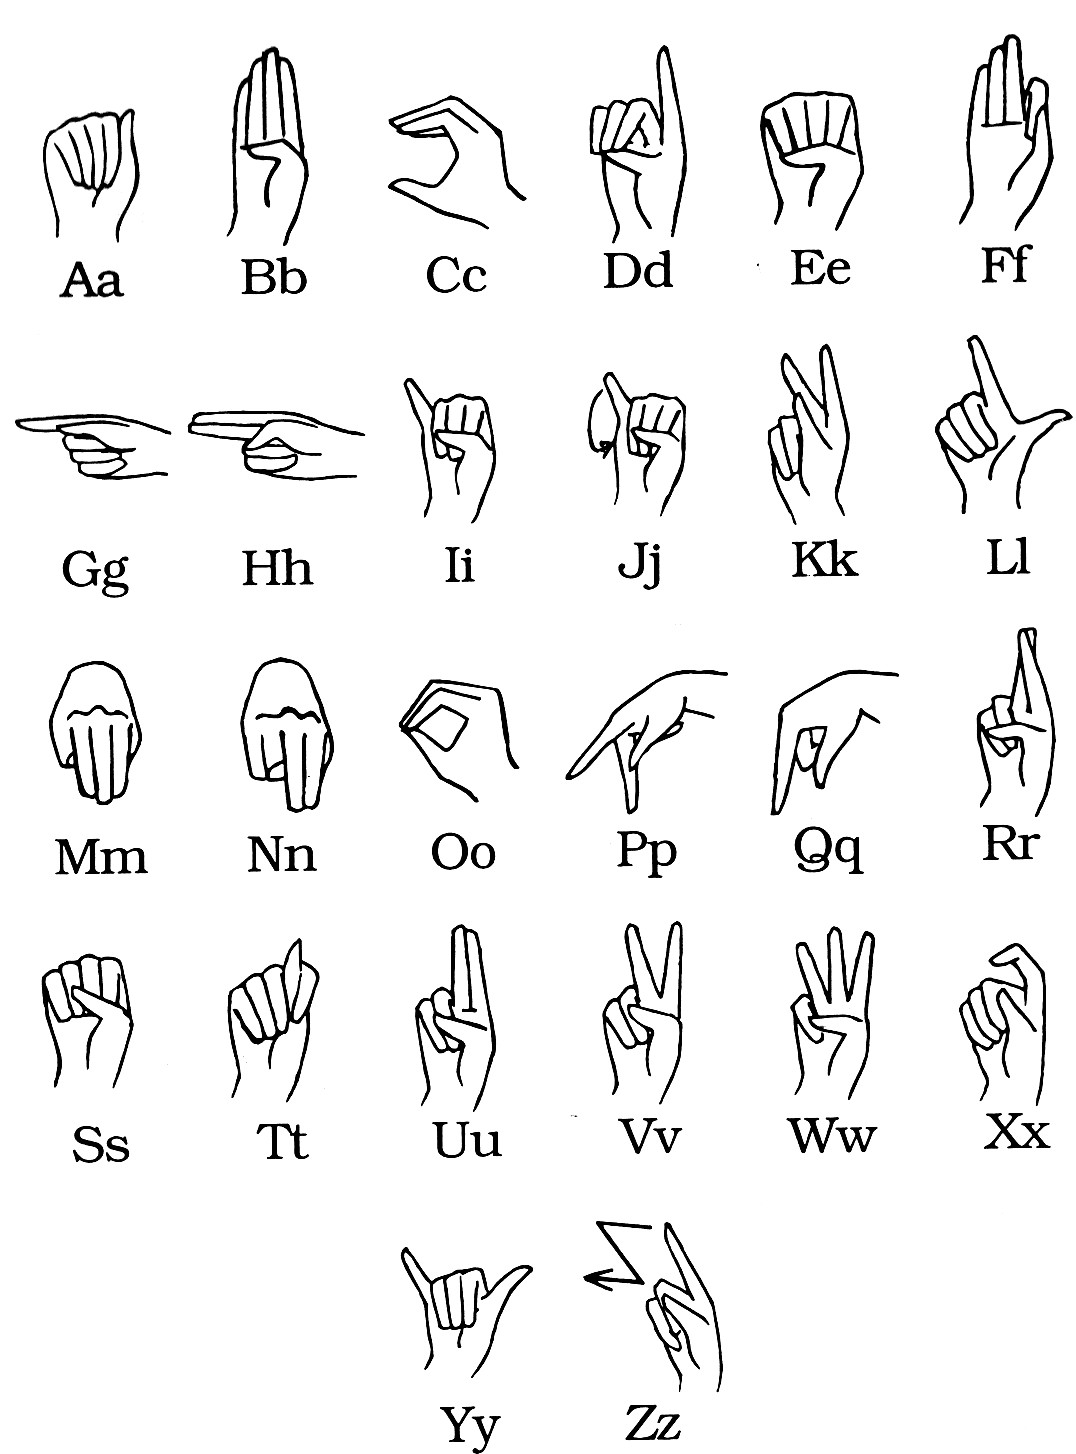 Aa Bb Cc Dd Ee Ff
Gg Hh Ii Jj Kk Ll
Mm Nn Oo Pp Qq Rr
Ss Tt Uu Vv Ww Xx
Yy Zz